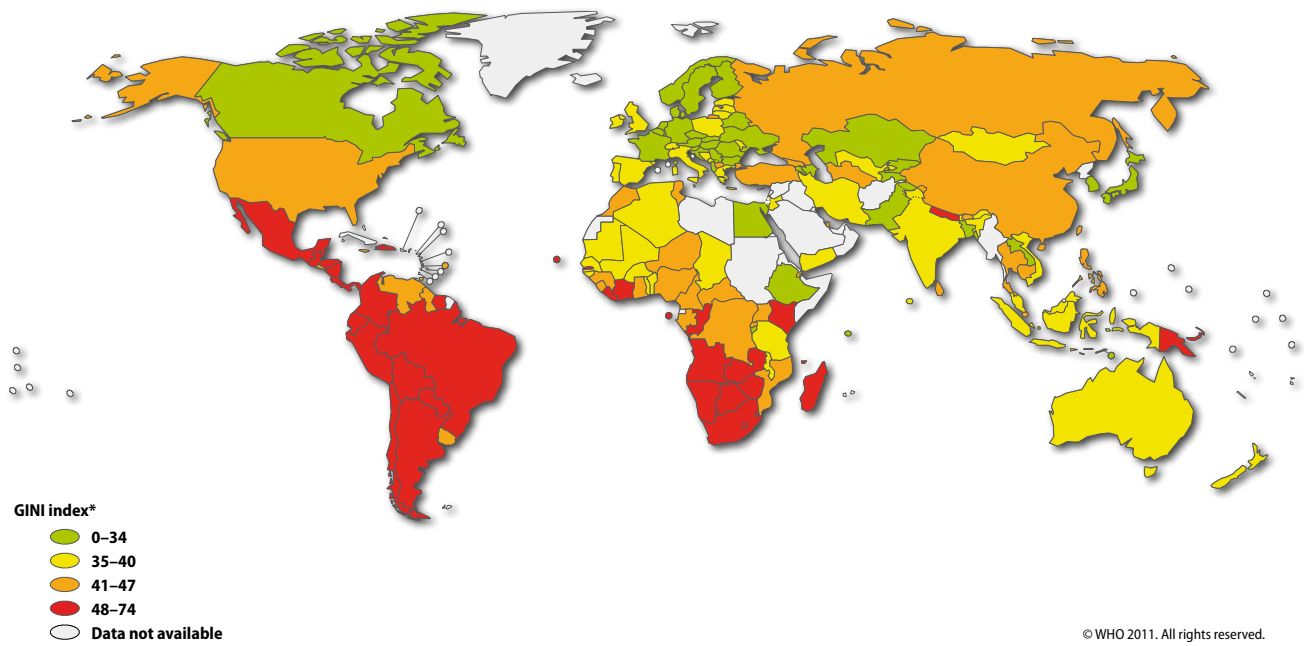 GINI index*
0–34
35–40
41–47
48–74
Data not available
© WHO 2011. All rights reserved.